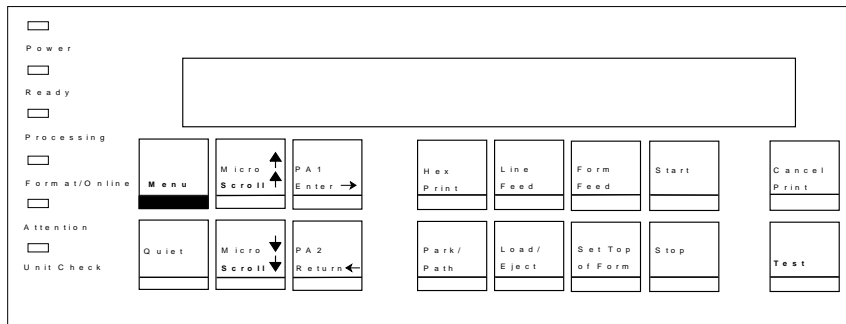 Power
Ready
Processing
Format/Online
Attention
Unit Check
Menu
Micro
Scroll
PA1
Enter
Hex
Print
Line
Feed
Form
Feed
Start
Cancel
Print
Quiet
Micro
Scroll
PA2
Return
Park/
Path
Load/
Eject
Set Top
of Form
Stop
Test